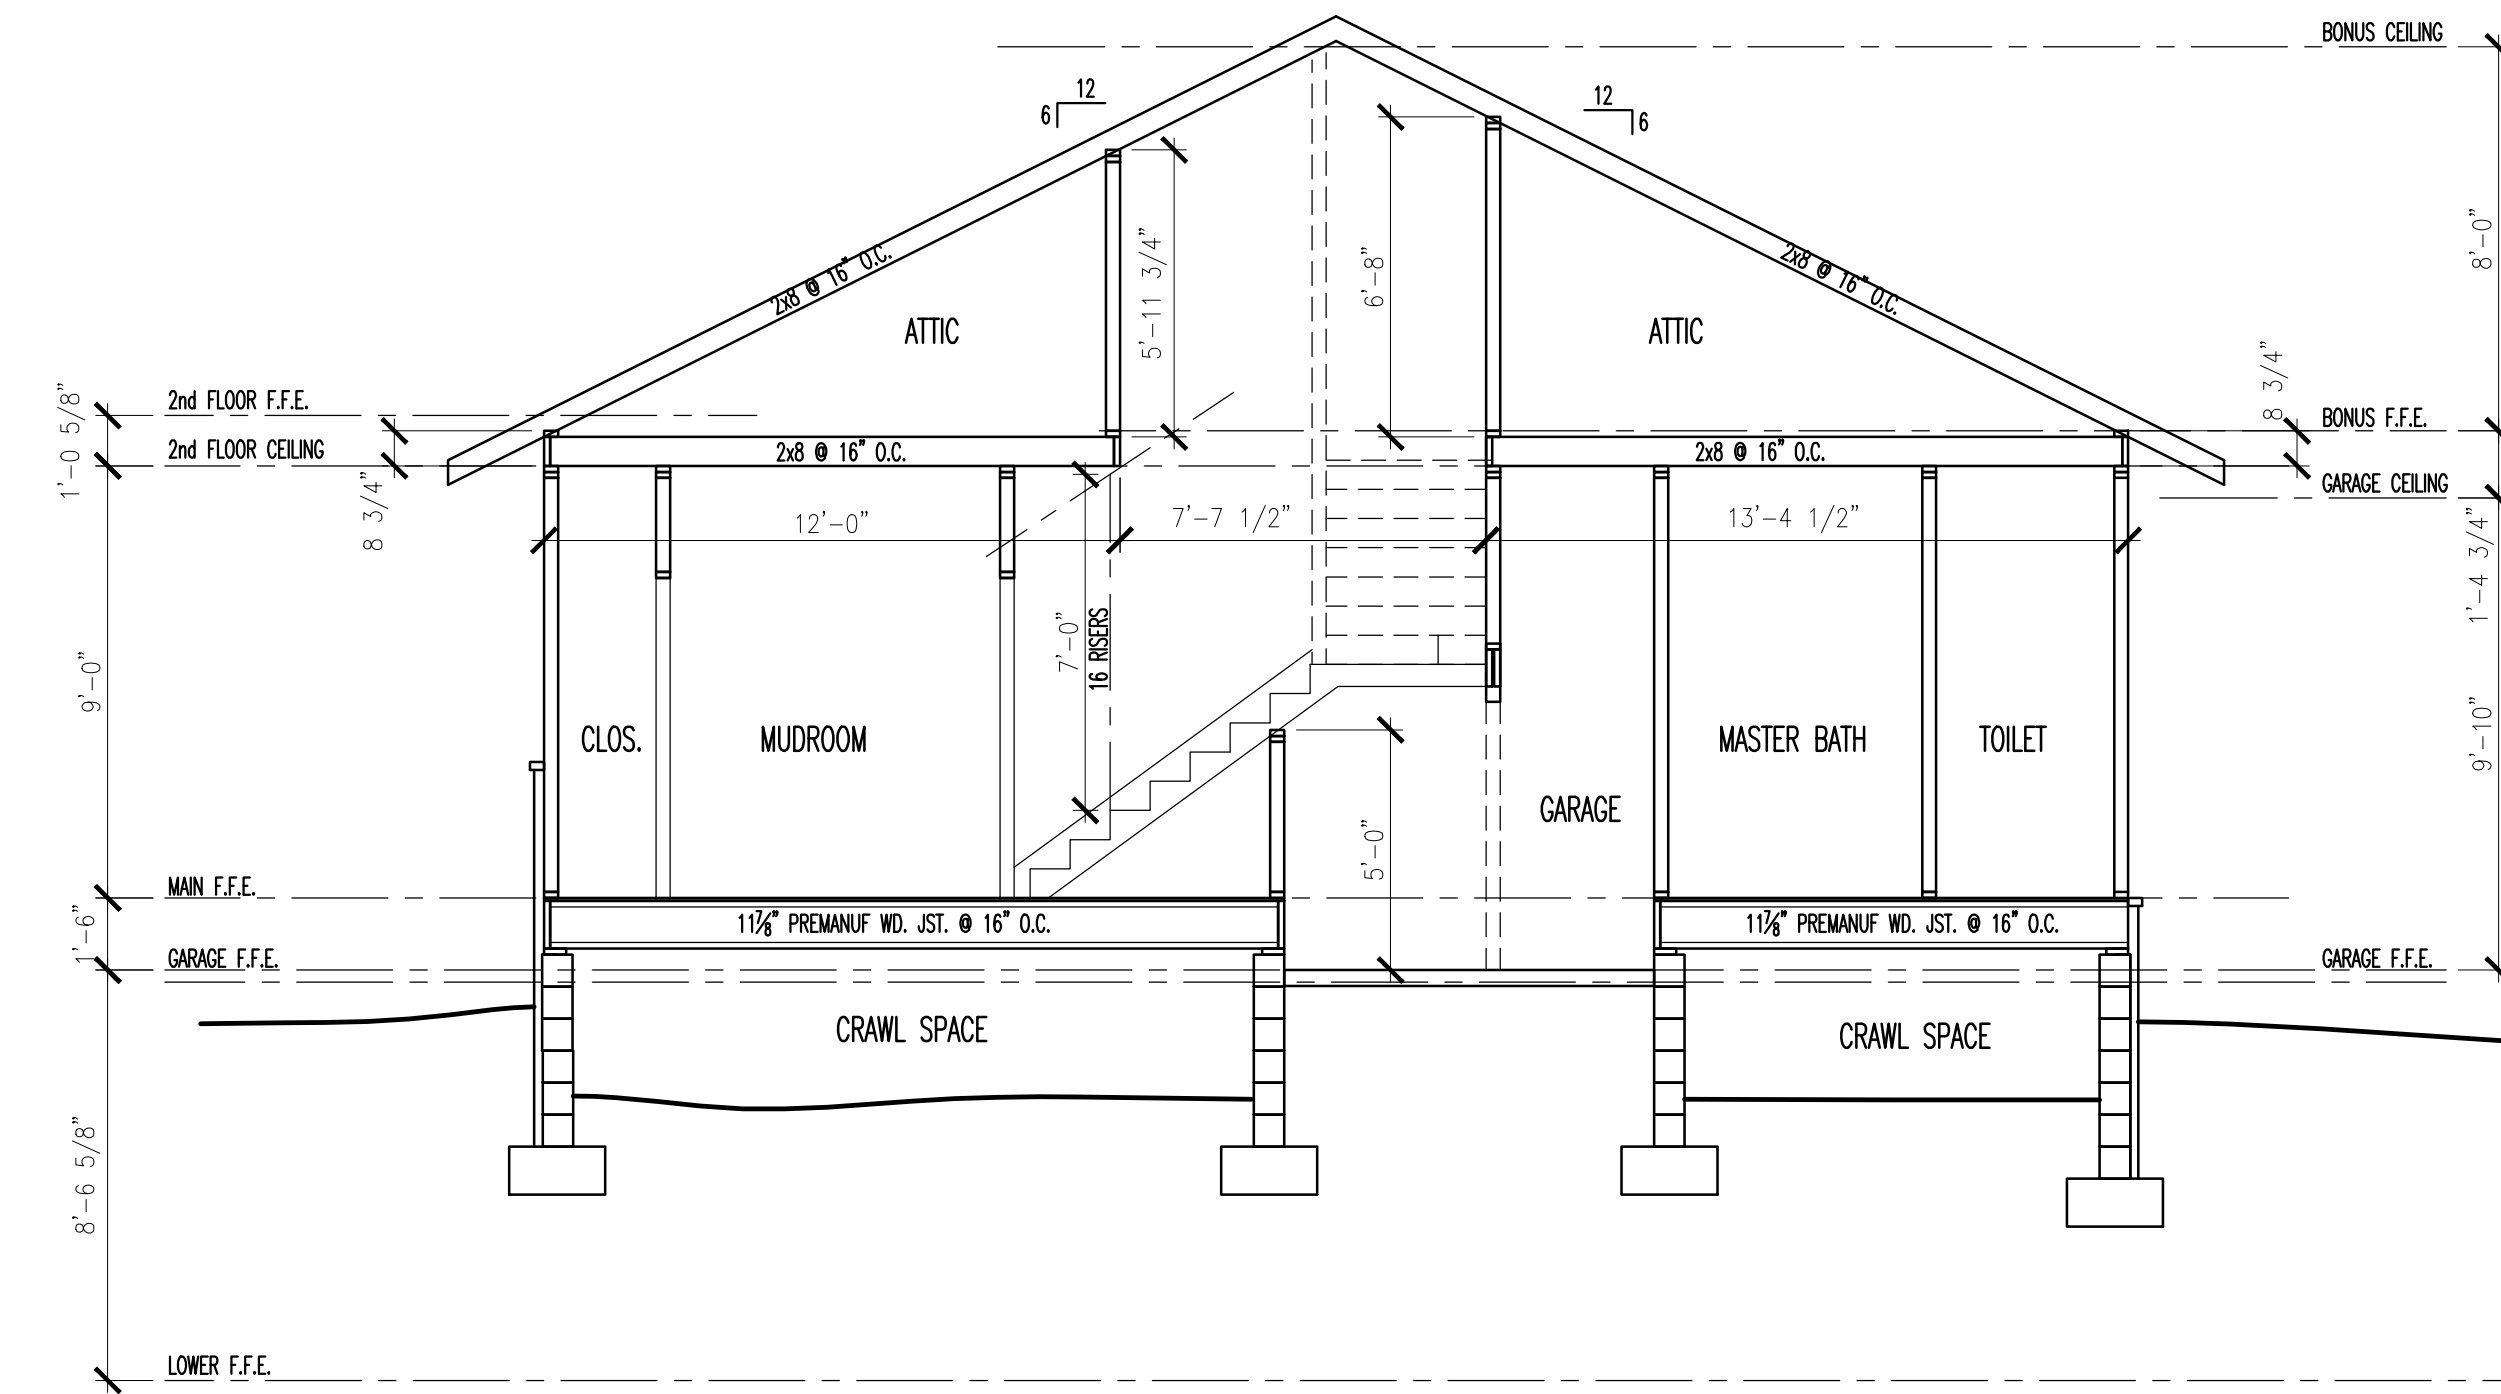 BONUS CEILING
12
6
12
6
8'-0"
5'-11 3/4"
6'-8"
2x8 @ 16" O.C.
2x8 @ 16" O.C.
ATTIC
ATTIC
8 3/4"
1'-0 5/8"
2nd FLOOR F.F.E.
BONUS F.F.E.
2nd FLOOR CEILING
2x8 @ 16" O.C.
2x8 @ 16" O.C.
GARAGE CEILING
8 3/4"
12'-0"
7'-7 1/2"
13'-4 1/2"
1'-4 3/4"
7'-0"
16 RISERS
9'-0"
CLOS.
MUDROOM
MASTER BATH
TOILET
9'-10"
GARAGE
5'-0"
MAIN F.F.E.
1'-6"
11⅞" PREMANUF WD. JST. @ 16" O.C.
11⅞" PREMANUF WD. JST. @ 16" O.C.
GARAGE F.F.E.
GARAGE F.F.E.
CRAWL SPACE
CRAWL SPACE
8'-6 5/8"
LOWER F.F.E.